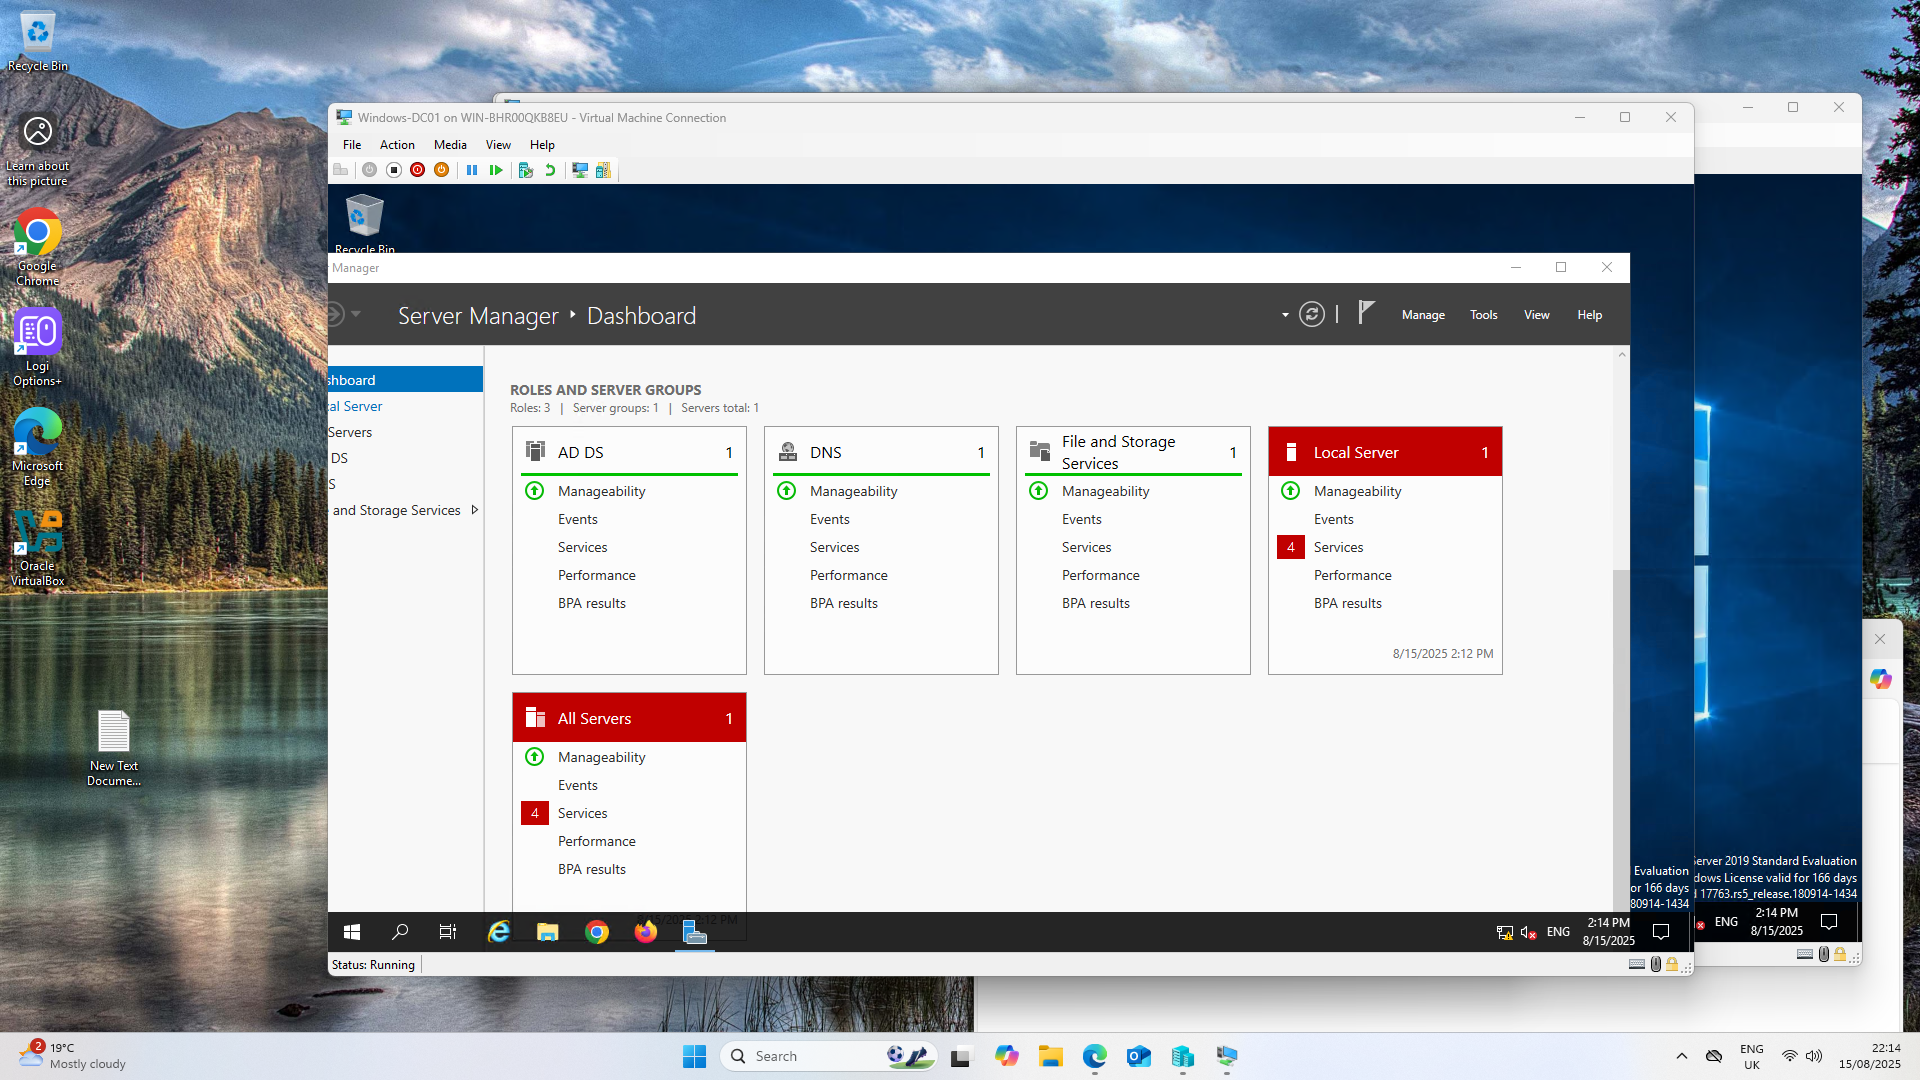 Recycle Bin
Learn about
this picture
Google
Chrome
Logi
Options+
Microsoft
Edge
Oracle
VirtualBox
New Text
Docume...
Windows-DC01 on WIN-BHR00QKB8EU - Virtual Machine Connection
File Action Media View Help
Recycle Bin
Manager
Server Manager Dashboard
Manage Tools View Help
shboard
al Server
Servers
DS
S
and Storage Services
ROLES AND SERVER GROUPS
Roles: 3 | Server groups: 1 | Servers total: 1
AD DS 1
Manageability
Events
Services
Performance
BPA results
DNS 1
Manageability
Events
Services
Performance
BPA results
File and Storage
Services 1
Manageability
Events
Services
Performance
BPA results
Local Server 1
Manageability
Events
4 Services
Performance
BPA results
8/15/2025 2:12 PM
All Servers 1
Manageability
Events
4 Services
Performance
BPA results
8/15/2025 2:12 PM
Evaluation
or 166 days
80914-1434
Server 2019 Standard Evaluation
dows License valid for 166 days
17763.rs5_release.180914-1434
ENG
2:14 PM
8/15/2025
ENG
2:14 PM
8/15/2025
Status: Running
2
19°C
Mostly cloudy
Search
ENG
UK
22:14
15/08/2025